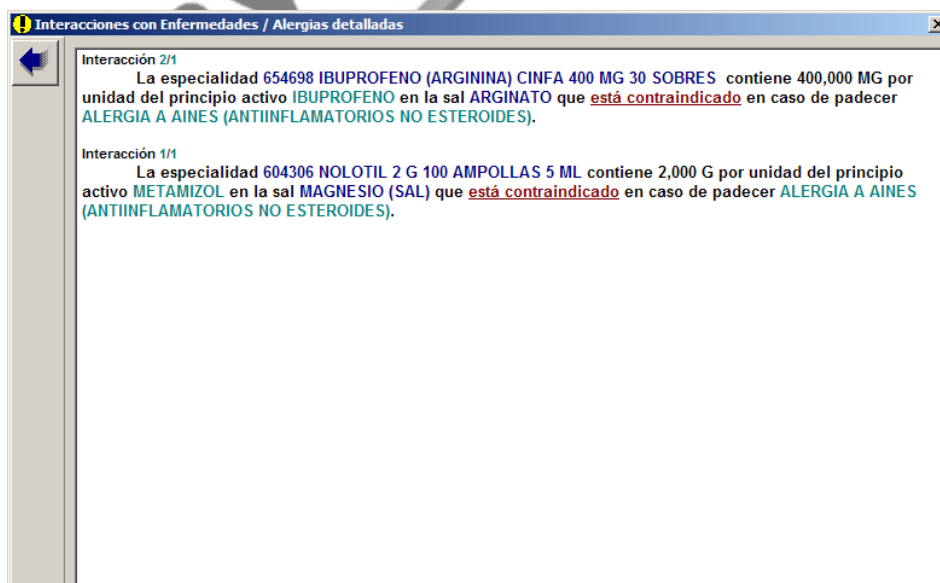 Interacciones con Enfermedades / Alergias detalladas
Interacción 2/1
La especialidad 654698 IBUPROFENO (ARGININA) CINFA 400 MG 30 SOBRES contiene 400,000 MG por
unidad del principio activo IBUPROFENO en la sal ARGINATO que está contraindicado en caso de padecer
ALERGIA A AINES (ANTIINFLAMATORIOS NO ESTEROIDES).
Interacción 1/1
La especialidad 604306 NOLOTIL 2 G 100 AMPOLLAS 5 ML contiene 2,000 G por unidad del principio
activo METAMIZOL en la sal MAGNESIO (SAL) que está contraindicado en caso de padecer ALERGIA A AINES
(ANTIINFLAMATORIOS NO ESTEROIDES).